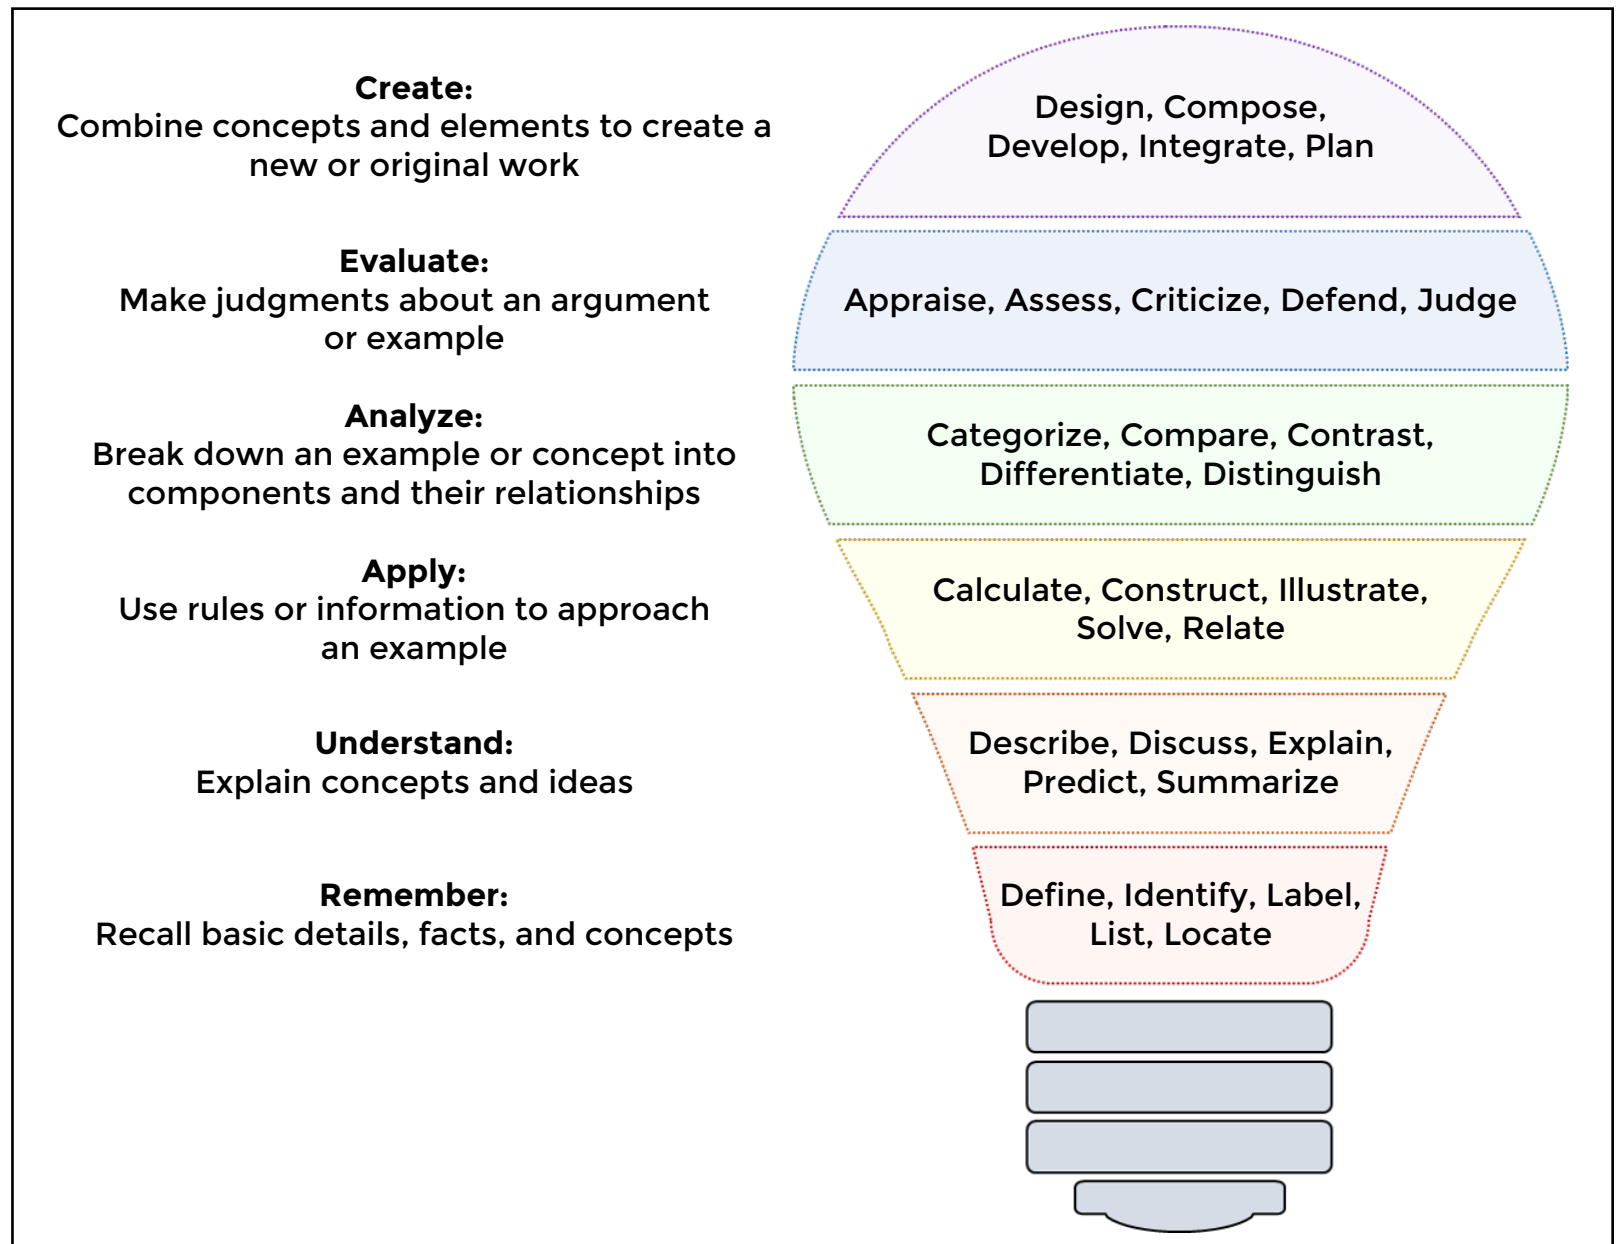 Create:
Combine concepts and elements to create a
new or original work
Design, Compose,
Develop, Integrate, Plan
Evaluate:
Make judgments about an argument
or example
Appraise, Assess, Criticize, Defend, Judge
Analyze:
Break down an example or concept into
components and their relationships
Categorize, Compare, Contrast,
Differentiate, Distinguish
Apply:
Use rules or information to approach
an example
Calculate, Construct, Illustrate,
Solve, Relate
Understand:
Explain concepts and ideas
Describe, Discuss, Explain,
Predict, Summarize
Remember:
Recall basic details, facts, and concepts
Define, Identify, Label,
List, Locate